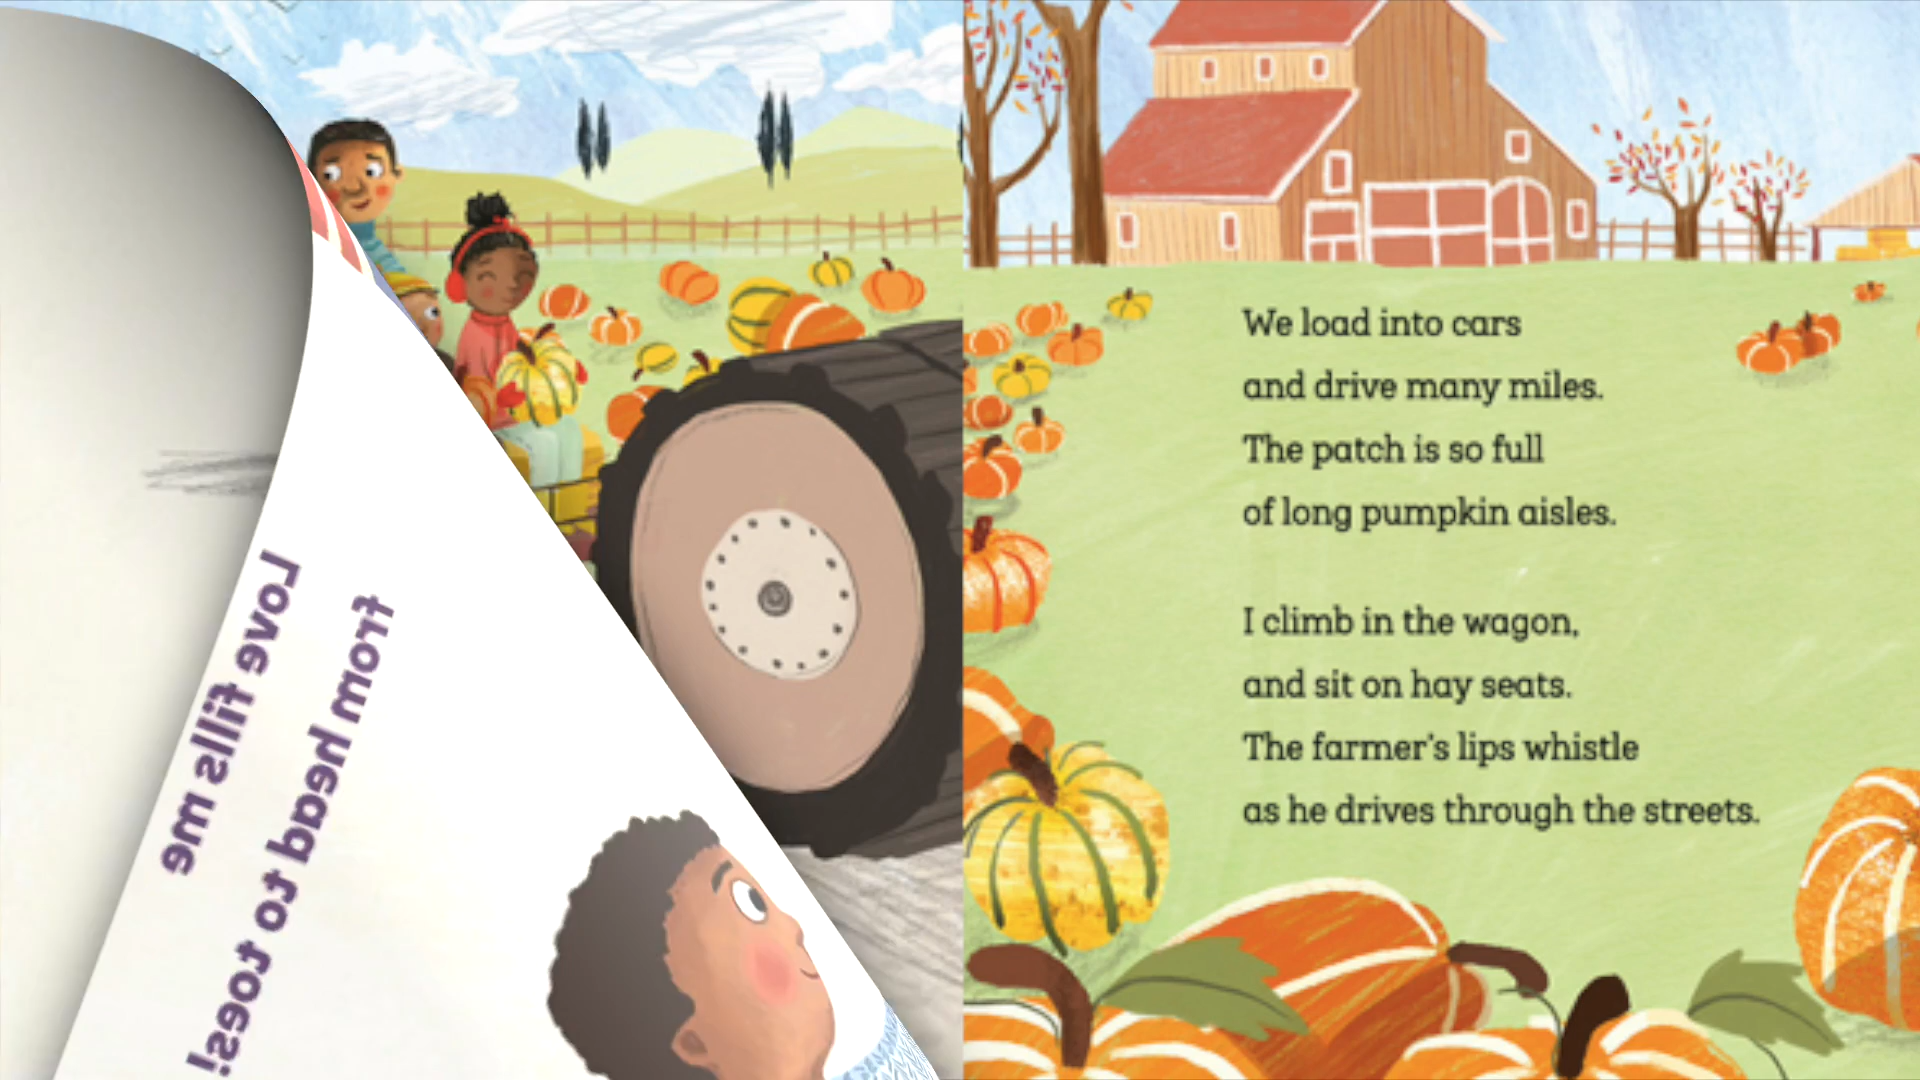 Love fills me
from head to toes!
We load into cars
and drive many miles.
The patch is so full
of long pumpkin aisles.
I climb in the wagon,
and sit on hay seats.
The farmer's lips whistle
as he drives through the streets.